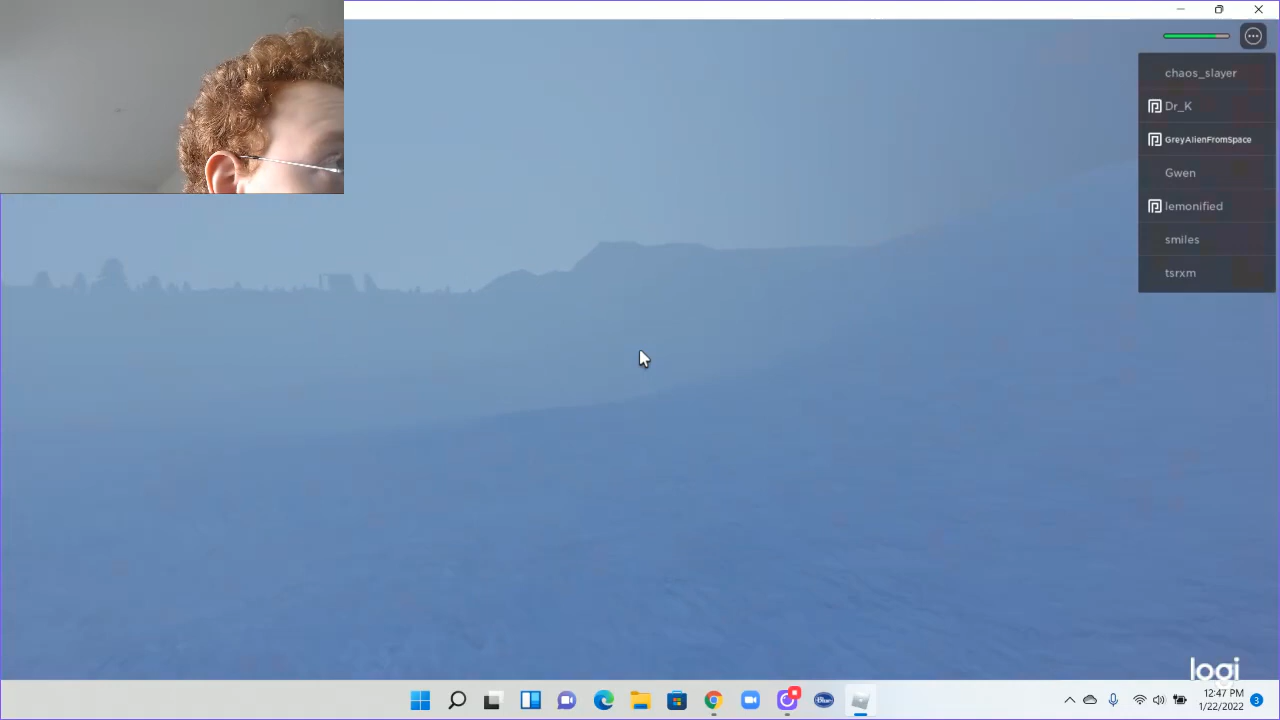 chaos_slayer
Dr_K
GreyAlienFromSpace
Gwen
lemonified
smiles
tsrxm
logi
12:47 PM
1/22/2022
3